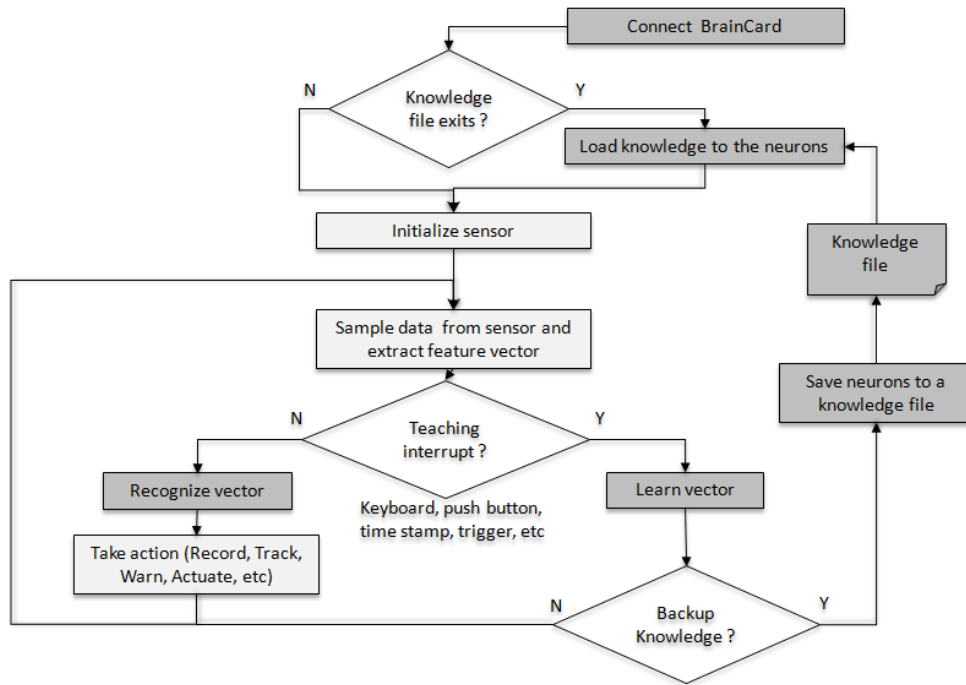 Connect BrainCard
N
Y
Knowledge
file exits ?
Load knowledge to the neurons
Initialize sensor
Knowledge
file
Sample data from sensor and
extract feature vector
Save neurons to a
knowledge file
N
Y
Teaching
interrupt ?
Recognize vector
Learn vector
Keyboard, push button,
time stamp, trigger, etc
Take action (Record, Track,
Warn, Actuate, etc)
N
Y
Backup
Knowledge ?